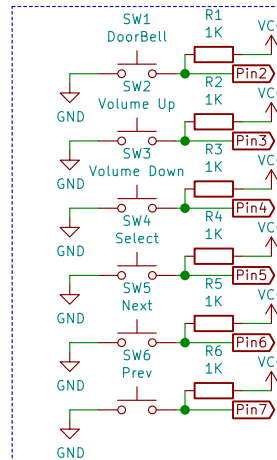 SW1
DoorBell
R1
1K
VC
Pin2
GND
SW2
Volume Up
R2
1K
VC
Pin3
GND
SW3
Volume Down
R3
1K
VC
Pin4
GND
SW4
Select
R4
1K
VC
Pin5
GND
SW5
Next
R5
1K
VC
Pin6
GND
SW6
Prev
R6
1K
VC
Pin7
GND